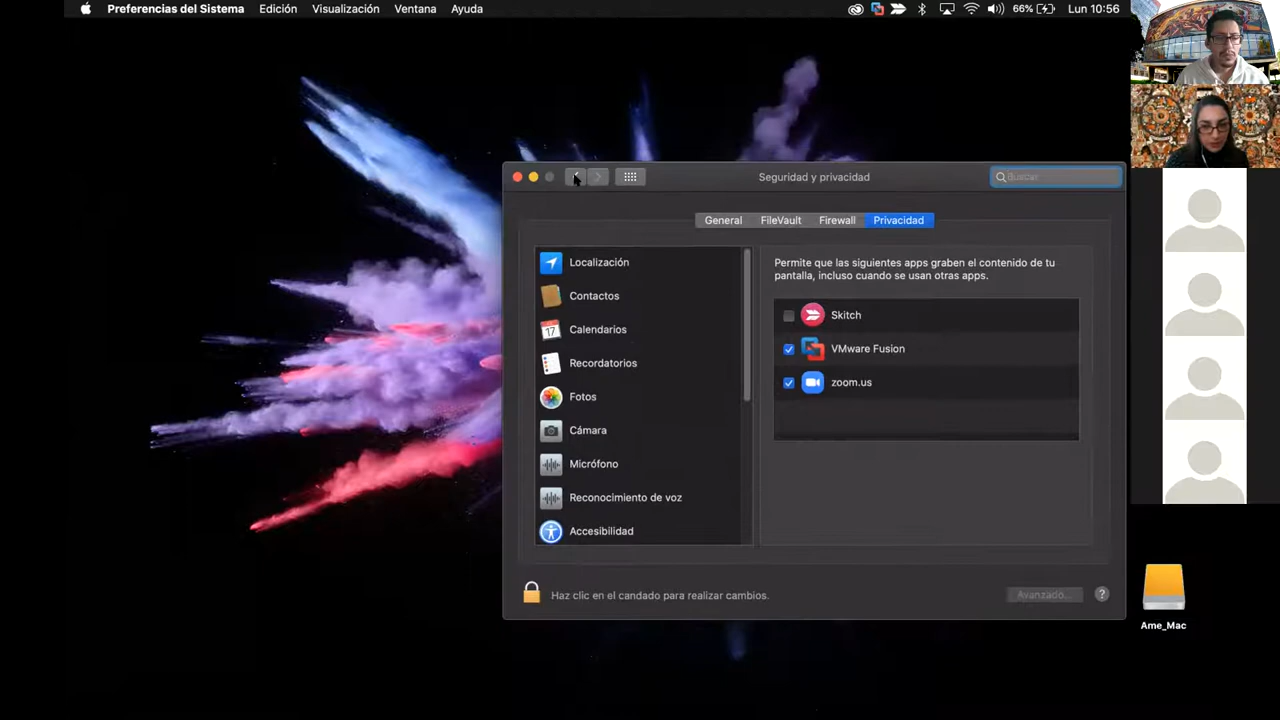 Preferencias del Sistema Edición Visualización Ventana Ayuda 66% Lun 10:56
Seguridad y privacidad
Buscar
General FileVault Firewall Privacidad
Localización
Contactos
17
Calendarios
Recordatorios
Fotos
Cámara
Micrófono
Reconocimiento de voz
Accesibilidad
Permite que las siguientes apps graben el contenido de tu
pantalla, incluso cuando se usan otras apps.
Skitch
VMware Fusion
zoom.us
Haz clic en el candado para realizar cambios.
Avanzado...
?
Ame_Mac